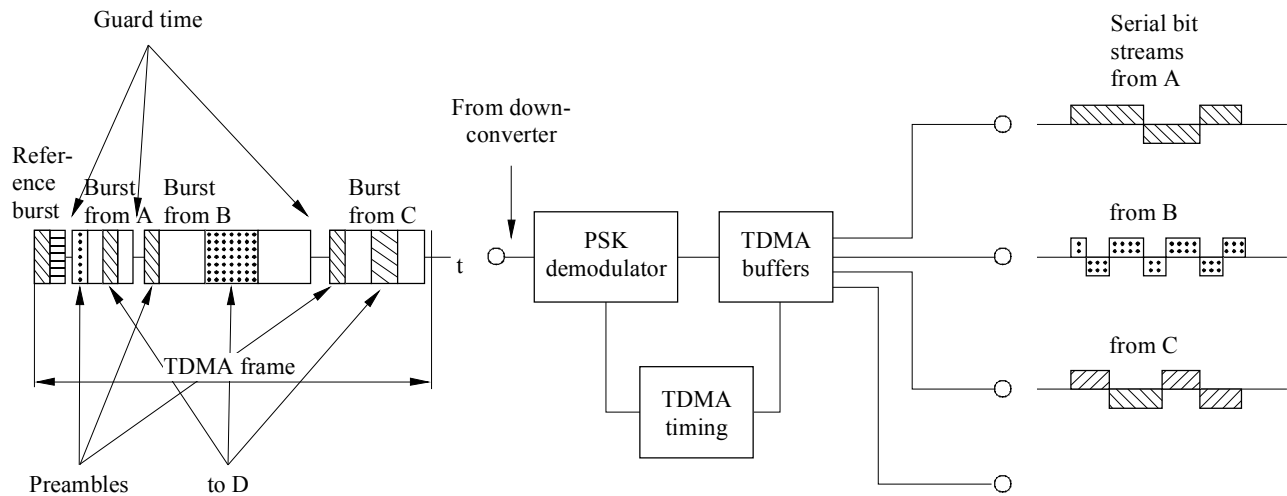 Guard time
Refer-
ence
burst
Burst
from A
Burst
from B
Burst
from C
t
TDMA frame
Preambles
to D
From down-
converter
PSK
demodulator
TDMA
buffers
TDMA
timing
Serial bit
streams
from A
from B
from C